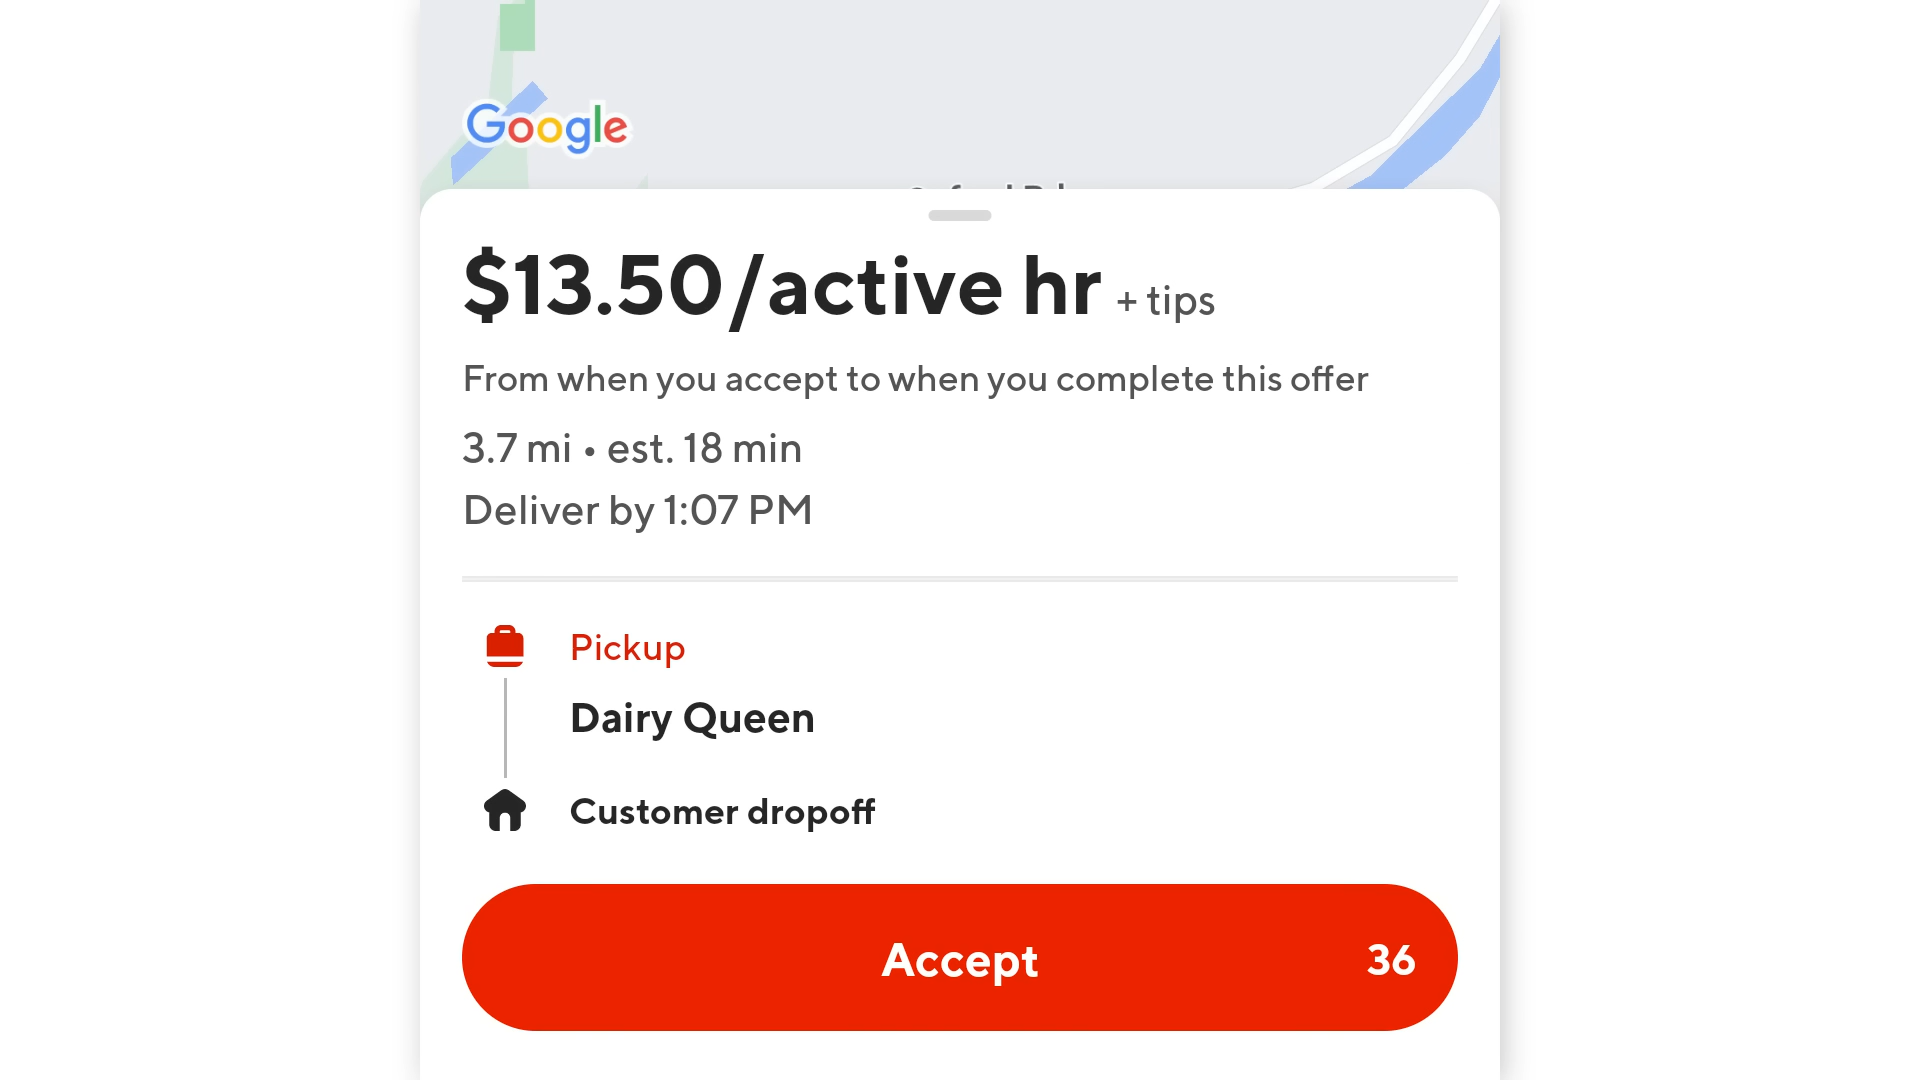 Google
$13.50/active hr + tips
From when you accept to when you complete this offer
3.7 mi • est. 18 min
Deliver by 1:07 PM
Pickup
Dairy Queen
Customer dropoff
Accept 36